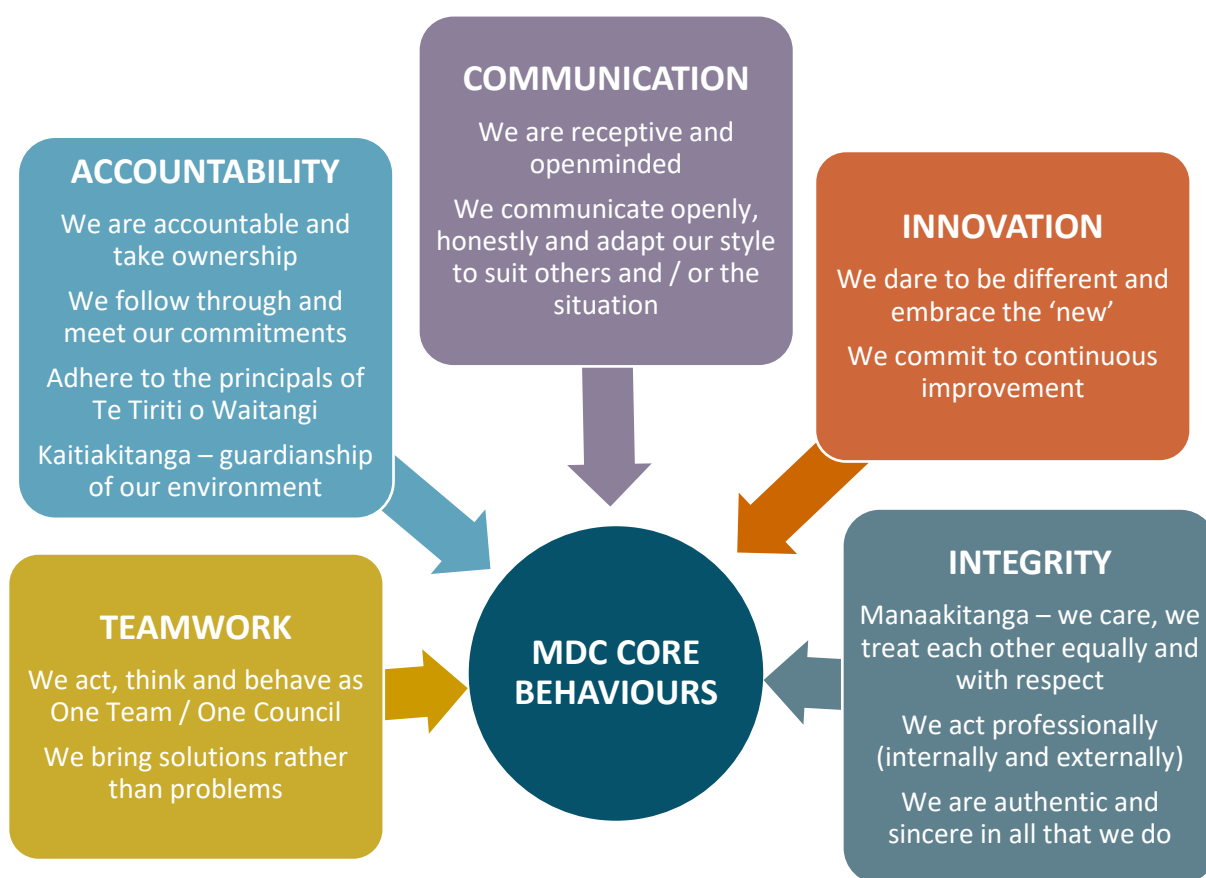 COMMUNICATION
We are receptive and
openminded
We communicate openly,
honestly and adapt our style
to suit others and / or the
situation
ACCOUNTABILITY
We are accountable and
take ownership
We follow through and
meet our commitments
Adhere to the principals of
Te Tiriti o Waitangi
Kaitiakitanga – guardianship
of our environment
INNOVATION
We dare to be different and
embrace the ‘new’
We commit to continuous
improvement
TEAMWORK
We act, think and behave as
One Team / One Council
We bring solutions rather
than problems
MDC CORE
BEHAVIOURS
INTEGRITY
Manaakitanga – we care, we
treat each other equally and
with respect
We act professionally
(internally and externally)
We are authentic and
sincere in all that we do